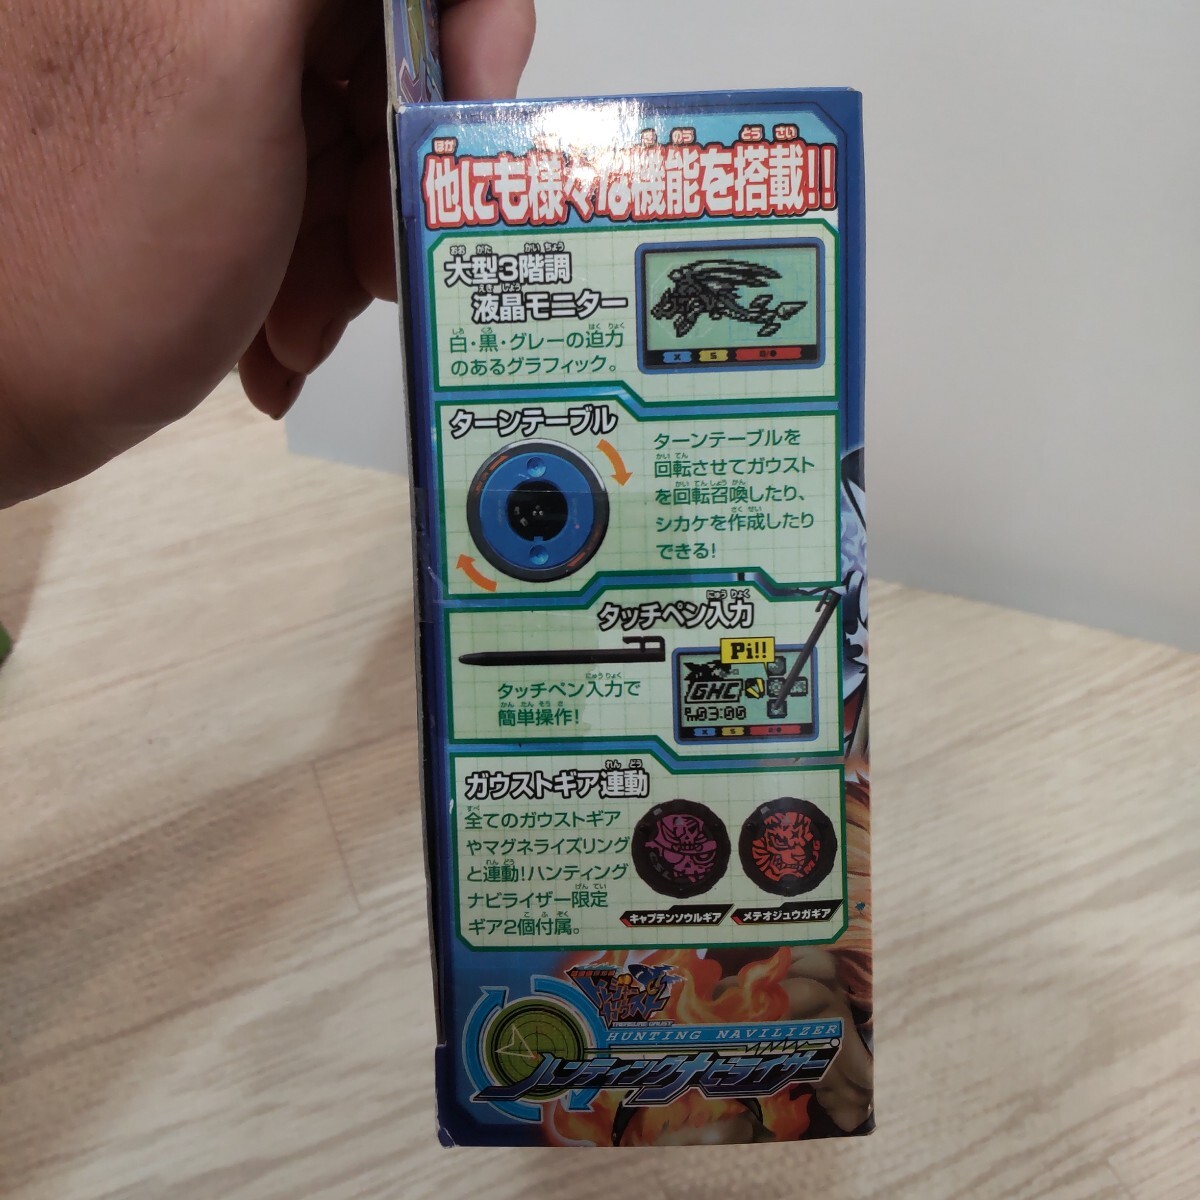 他にも様々な機能を搭載!!
大型3階調
液晶モニター
白・黒・グレーの迫力
のあるグラフィック。
X S
ターンテーブル
ターンテーブルを
回転させてガウスト
を回転召喚したり、
シカケを作成したり
できる!
タッチペン入力
Pi!!
GHC
PM03:00
X S
タッチペン入力で
簡単操作!
ガウストギア連動
全てのガウストギア
やマグネライズリング
と連動!ハンティング
ナビライザー限定
ギア2個付属。
キャプテンソウルギア
メテオジュウガギア
TREASURE GAUST
HUNTING NAVILIZER
ハンティングナビライザー